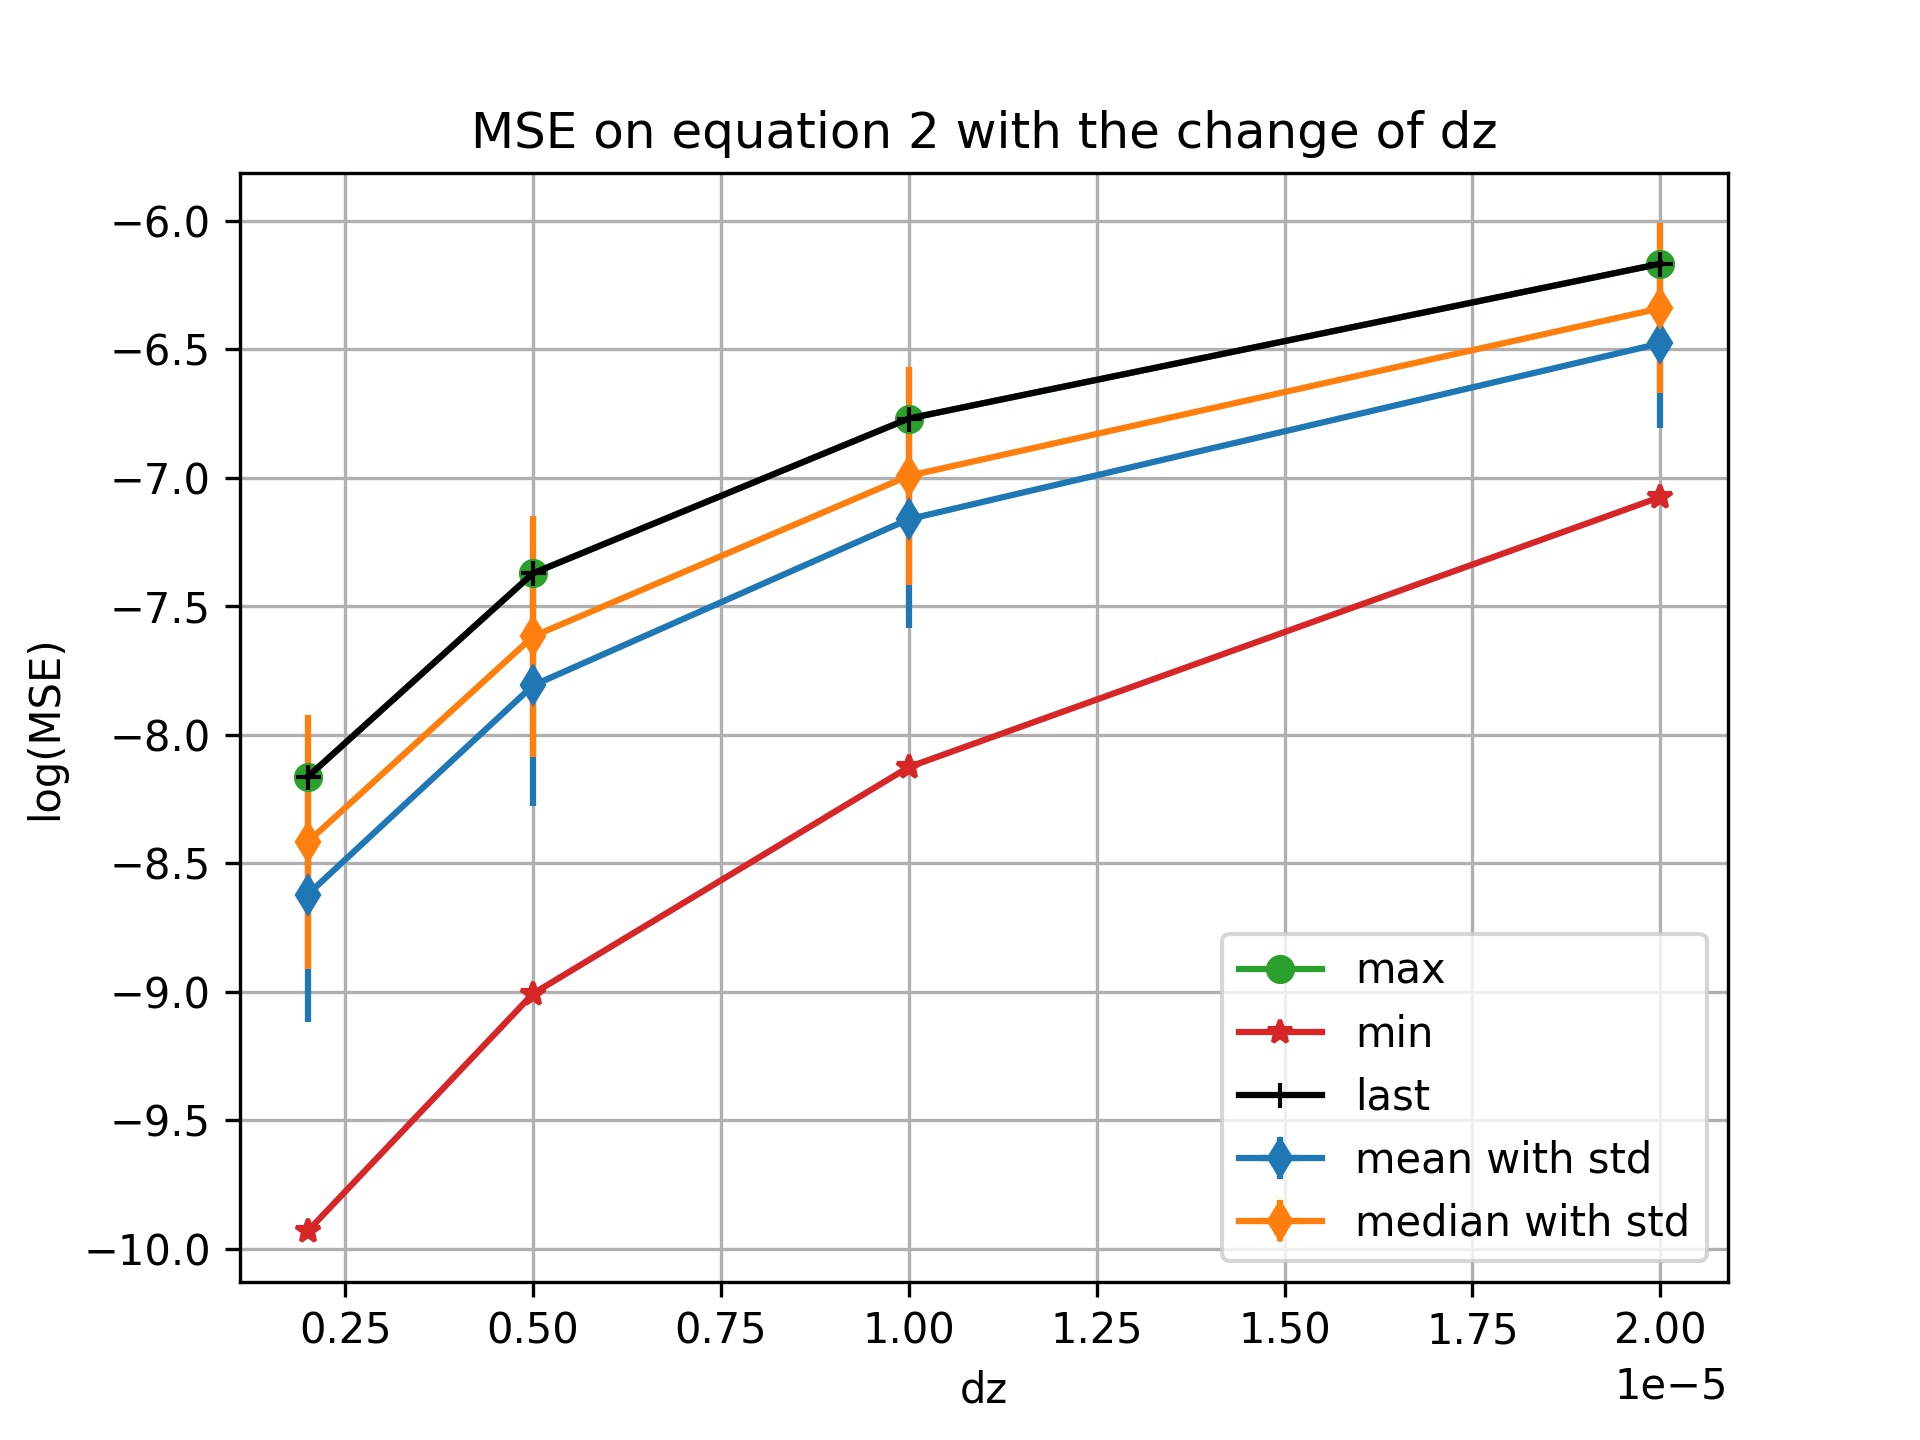 MSE on equation 2 with the change of dz
−6.0
−6.5
−7.0
−7.5
−8.0
−8.5
−9.0
−9.5
−10.0
log(MSE)
max
min
last
mean with std
median with std
0.25 0.50 0.75 1.00 1.25 1.50 1.75 2.00
1e−5
dz